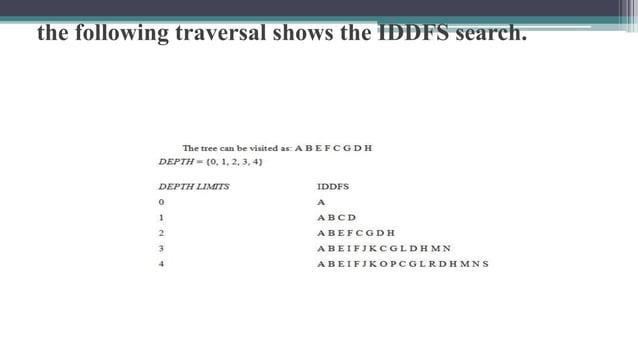 the following traversal shows the IDDFS search.
The tree can be visited as: A B E F C G D H
DEPTH = {0, 1, 2, 3, 4}
DEPTH LIMITS IDDFS
0 A
1 A B C D
2 A B E F C G D H
3 A B E I F J K C G L D H M N
4 A B E I F J K O P C G L R D H M N S